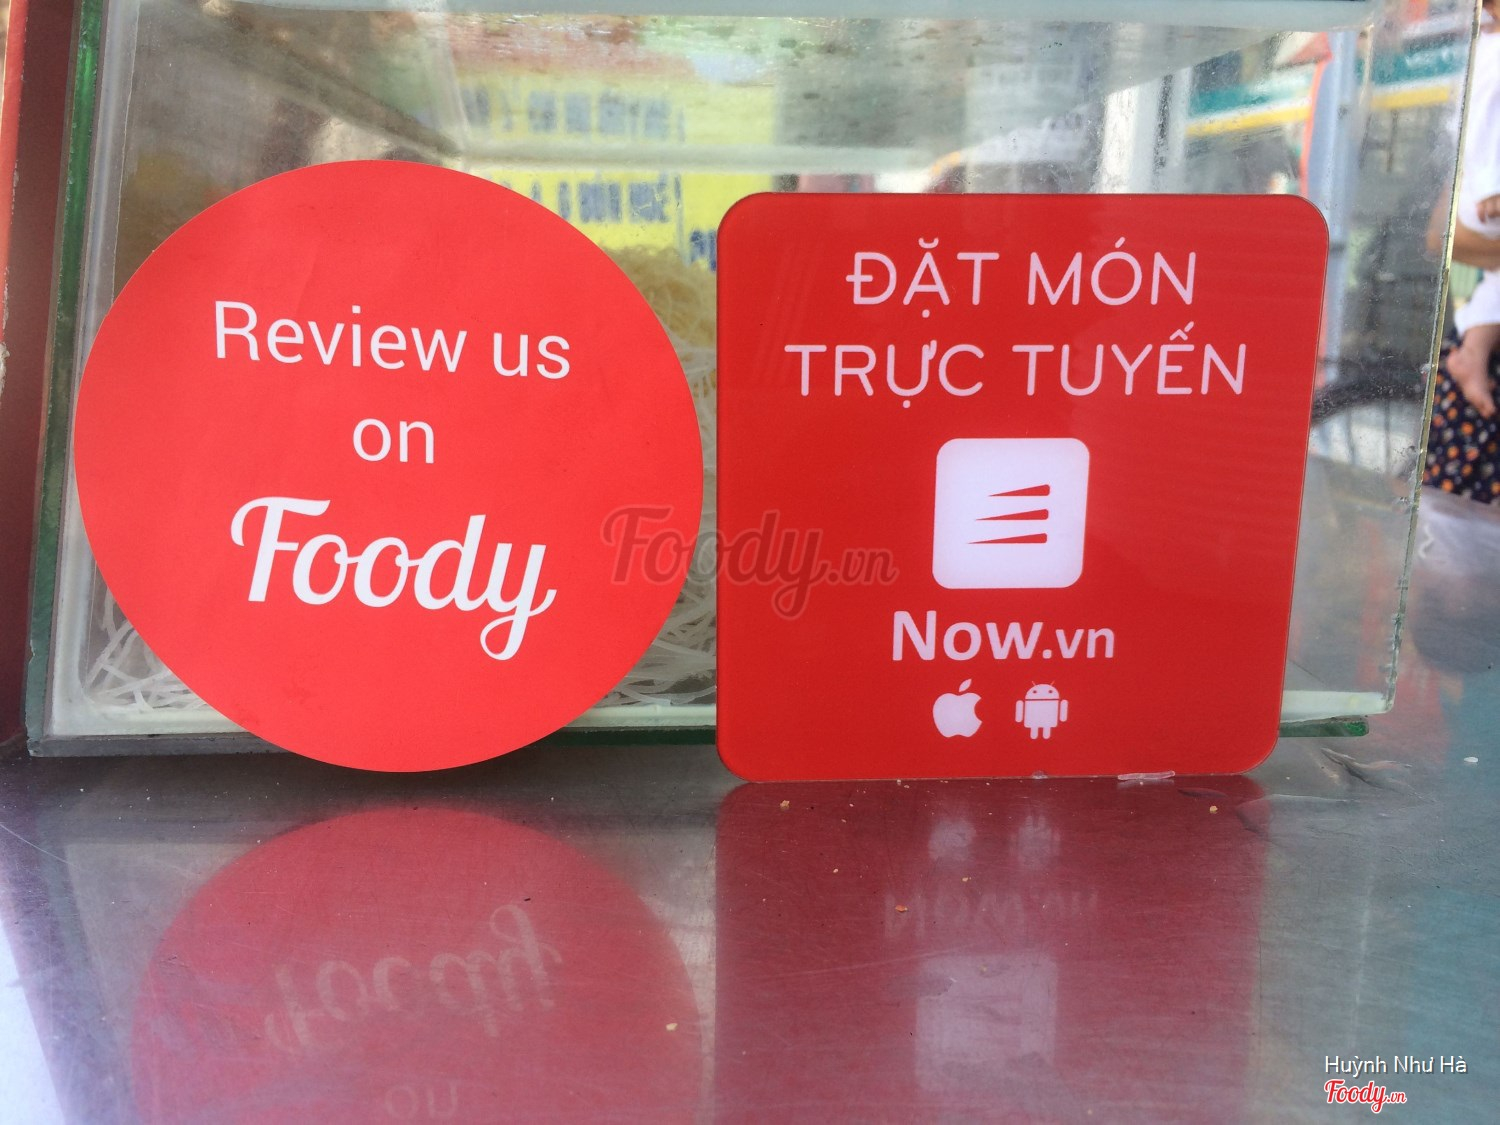 Review us
on
Foody
ĐẶT MÓN
TRỰC TUYẾN
Now.vn
Foody.vn
Huỳnh Như Hà
Foody.vn